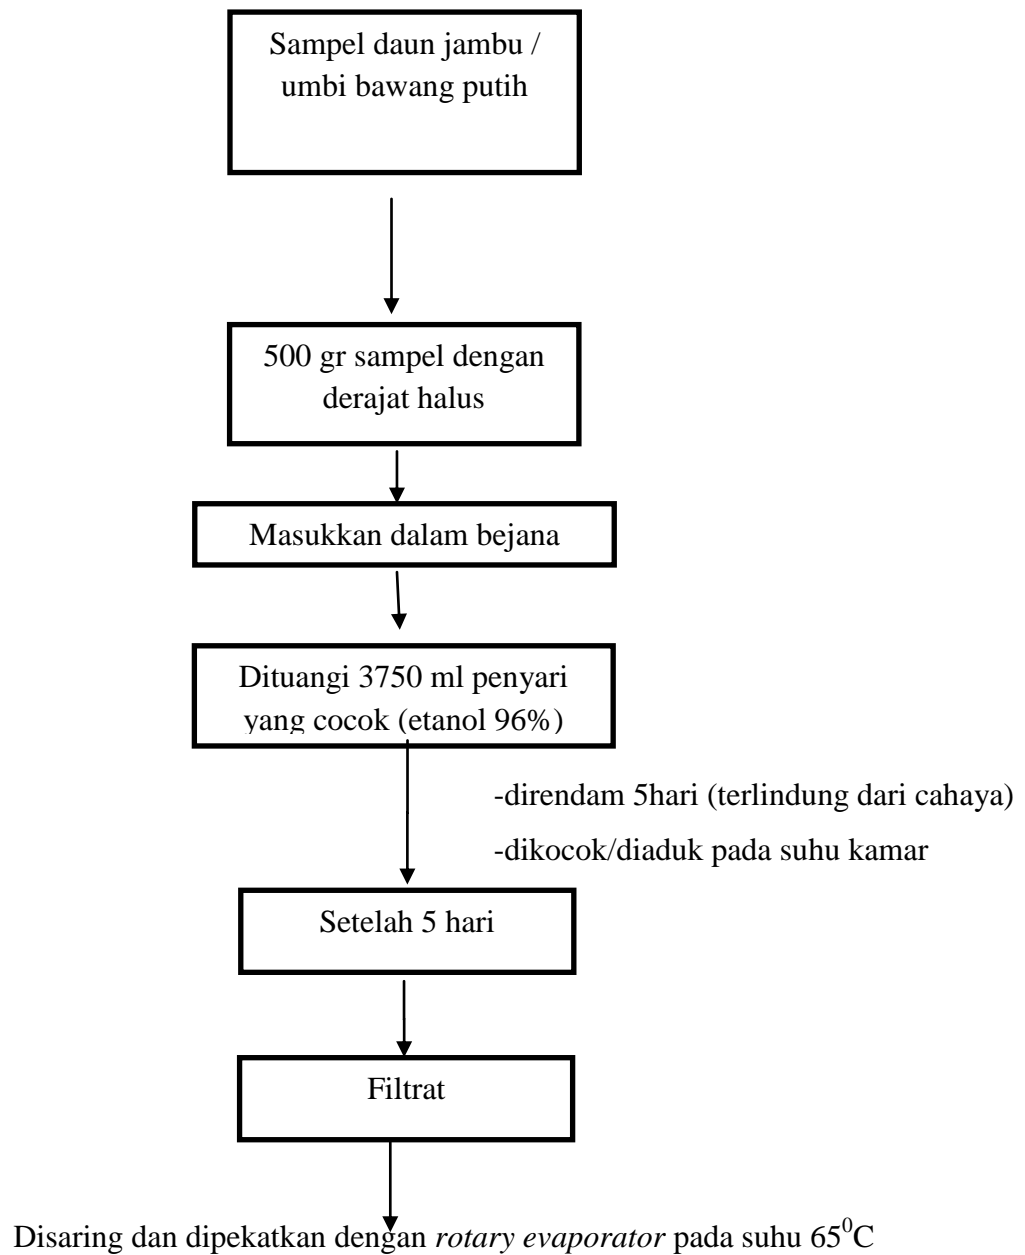 Sampel daun jambu /
umbi bawang putih
500 gr sampel dengan
derajat halus
Masukkan dalam bejana
Dituangi 3750 ml penyari
yang cocok (etanol 96%)
-direndam 5hari (terlindung dari cahaya)
-dikocok/diaduk pada suhu kamar
Setelah 5 hari
Filtrat
Disaring dan dipekatkan dengan rotary evaporator pada suhu 65⁰C